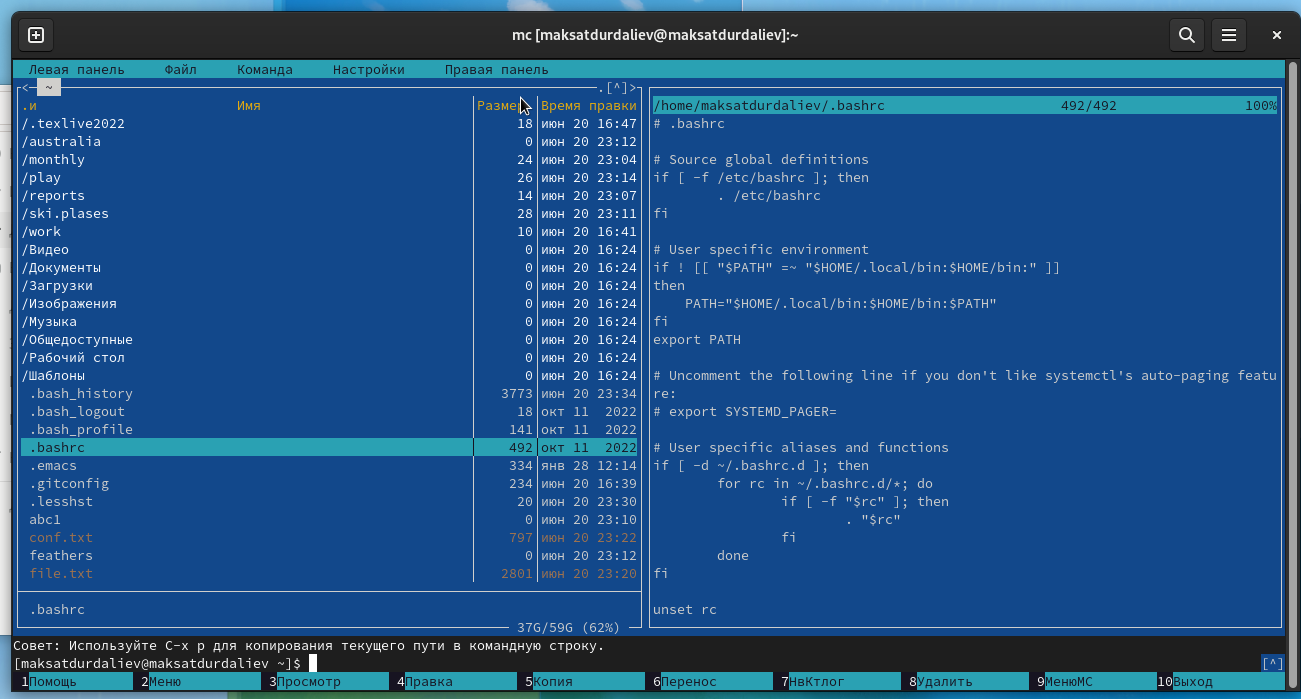 mc [maksatdurdaliev@maksatdurdaliev]:~
Левая панель Файл Команда Настройки Правая панель
<─ ~ .[^]>
.и Имя Время правки
/.texlive2022 18 июн 20 16:47
/australia 0 июн 20 23:12
/monthly 24 июн 20 23:04
/play 26 июн 20 23:14
/reports 14 июн 20 23:07
/ski.plases 28 июн 20 23:11
/work 10 июн 20 16:41
/Видео 0 июн 20 16:24
/Документы 0 июн 20 16:24
/Загрузки 0 июн 20 16:24
/Изображения 0 июн 20 16:24
/Музыка 0 июн 20 16:24
/Общедоступные 0 июн 20 16:24
/Рабочий стол 0 июн 20 16:24
/Шаблоны 0 июн 20 16:24
.bash_history 3773 июн 20 23:34
.bash_logout 18 окт 11 2022
.bash_profile 141 окт 11 2022
.bashrc 492 окт 11 2022
.emacs 334 янв 28 12:14
.gitconfig 234 июн 20 16:39
.lesshst 20 июн 20 23:30
abc1 0 июн 20 23:10
conf.txt 797 июн 20 23:22
feathers 0 июн 20 23:12
file.txt 2801 июн 20 23:20
.bashrc
37G/59G (62%)
/home/maksatdurdaliev/.bashrc 492/492 100%
# .bashrc
# Source global definitions
if [ -f /etc/bashrc ]; then
. /etc/bashrc
fi
# User specific environment
if ! [[ "$PATH" =~ "$HOME/.local/bin:$HOME/bin:" ]]
then
PATH="$HOME/.local/bin:$HOME/bin:$PATH"
fi
export PATH
# Uncomment the following line if you don't like systemctl's auto-paging featu
re:
# export SYSTEMD_PAGER=
# User specific aliases and functions
if [ -d ~/.bashrc.d ]; then
for rc in ~/.bashrc.d/*; do
if [ -f "$rc" ]; then
. "$rc"
fi
done
fi
unset rc
Совет: Используйте C-x p для копирования текущего пути в командную строку.
[maksatdurdaliev@maksatdurdaliev ~]$ [^]
1Помощь 2Меню 3Просмотр 4Правка 5Копия 6Перенос 7НвКтлог 8Удалить 9МенюMC 10Выход